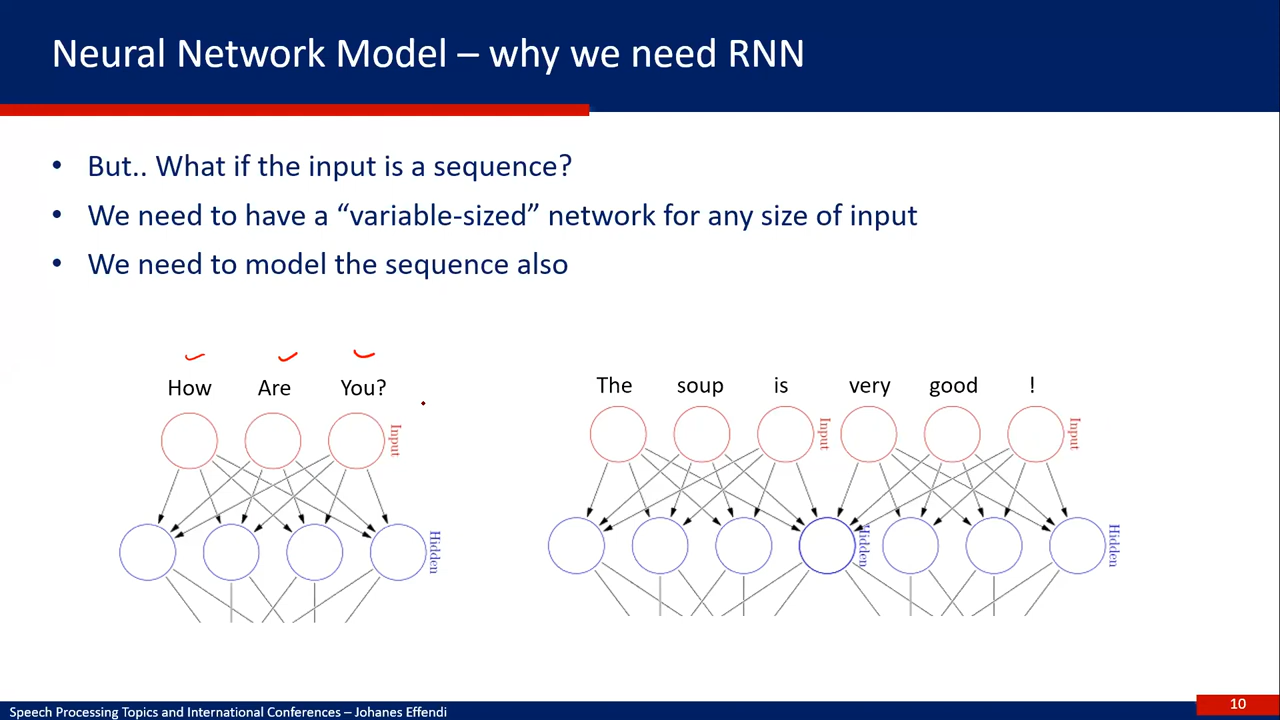 Neural Network Model – why we need RNN
• But.. What if the input is a sequence?
• We need to have a “variable-sized” network for any size of input
• We need to model the sequence also
How Are You?
Input
Hidden
The soup is very good !
Input
Input
Hidden
Hidden
Speech Processing Topics and International Conferences – Johanes Effendi
10